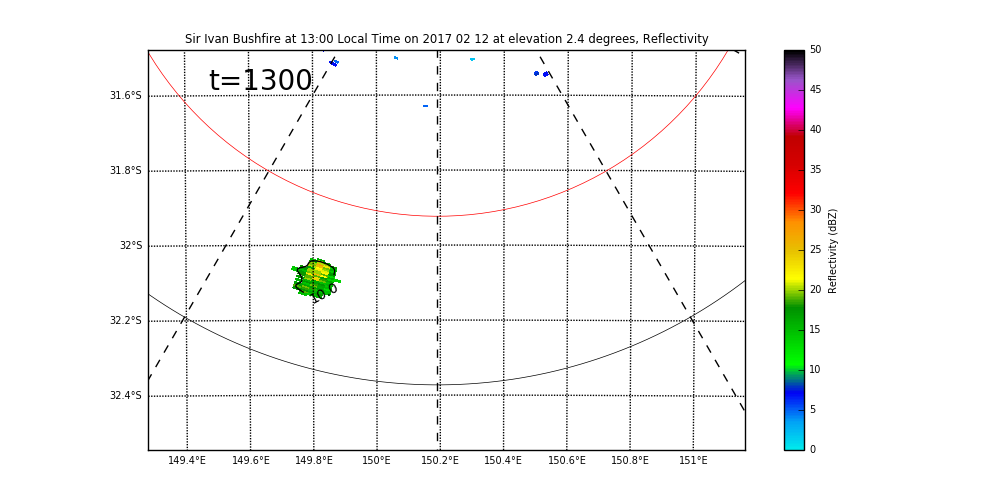 Sir Ivan Bushfire at 13:00 Local Time on 2017 02 12 at elevation 2.4 degrees, Reflectivity
t=1300
31.6°S
31.8°S
32°S
32.2°S
32.4°S
149.4°E 149.6°E 149.8°E 150°E 150.2°E 150.4°E 150.6°E 150.8°E 151°E
50
45
40
35
30
25
20
15
10
5
0
Reflectivity (dBZ)